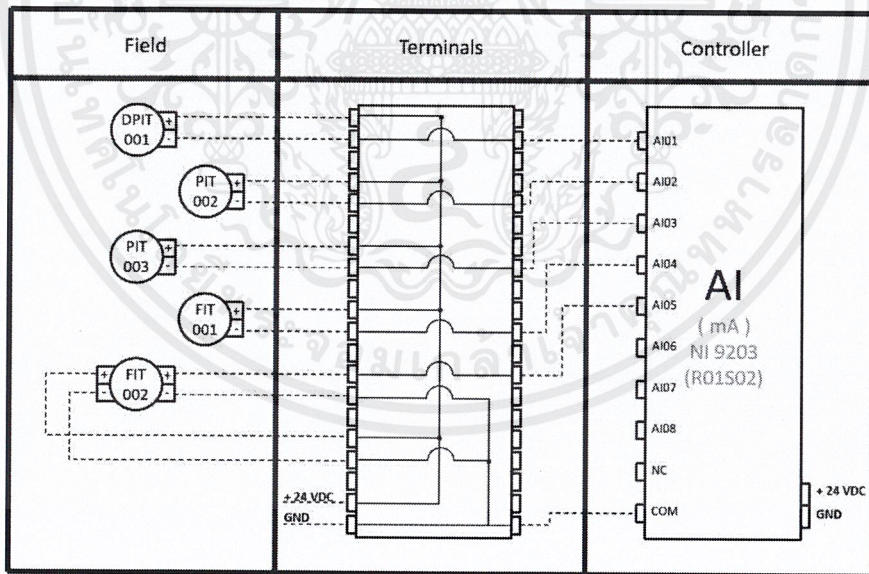 Field
Terminals
Controller
DPIT
001
+
-
PIT
002
+
-
PIT
003
+
-
FIT
001
+
-
+
-
FIT
002
+
-
+ 24 VDC
GND
AI01
AI02
AI03
AI04
AI05
AI06
AI07
AI08
NC
COM
AI
( mA )
NI 9203
(R01S02)
+ 24 VDC
GND